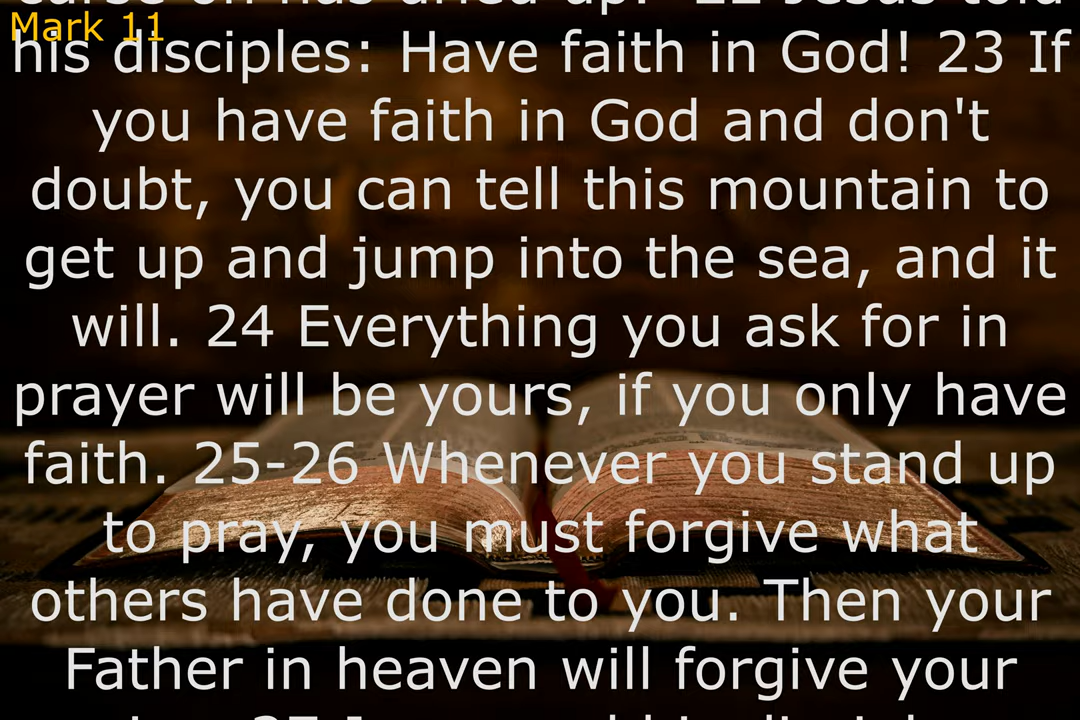 Mark 11
his disciples: Have faith in God! 23 If
you have faith in God and don't
doubt, you can tell this mountain to
get up and jump into the sea, and it
will. 24 Everything you ask for in
prayer will be yours, if you only have
faith. 25-26 Whenever you stand up
to pray, you must forgive what
others have done to you. Then your
Father in heaven will forgive your